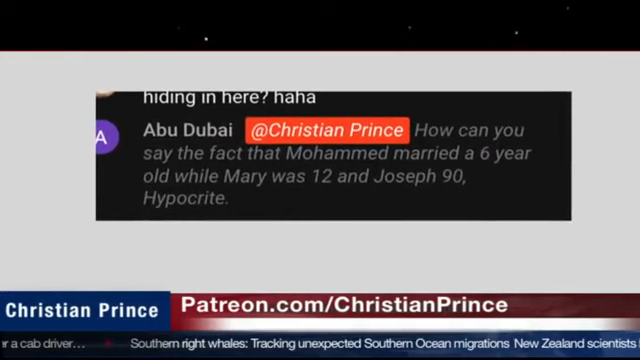 hiding in here? haha
A
Abu Dubai @Christian Prince How can you
say the fact that Mohammed married a 6 year
old while Mary was 12 and Joseph 90,
Hypocrite.
Christian Prince
Patreon.com/ChristianPrince
er a cab driver... Southern right whales: Tracking unexpected Southern Ocean migrations New Zealand scientists